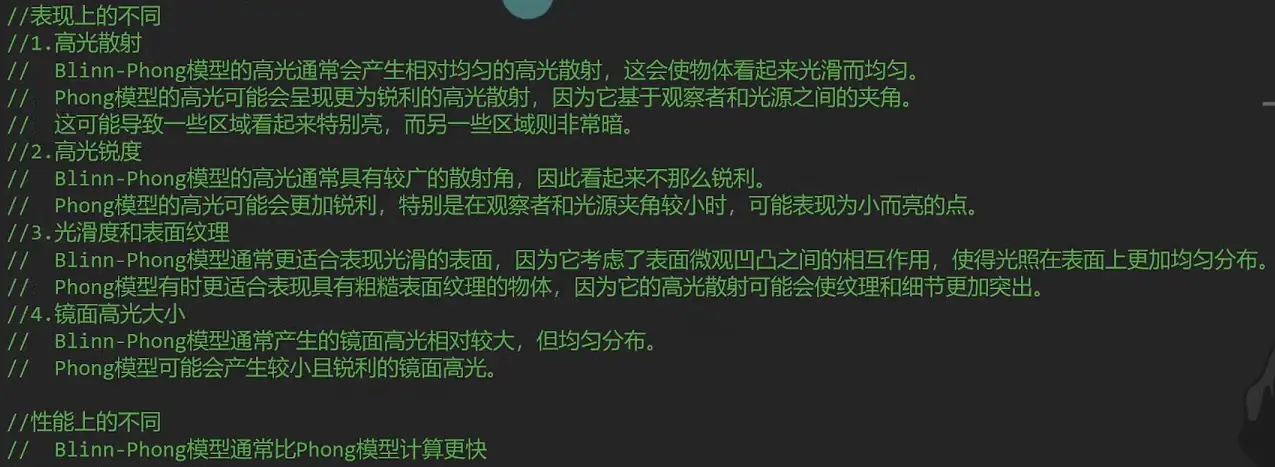 //表现上的不同
//1.高光散射
//  Blinn-Phong模型的高光通常会产生相对均匀的高光散射，这会使物体看起来光滑而均匀。
//  Phong模型的高光可能会呈现更为锐利的高光散射，因为它基于观察者和光源之间的夹角。
//  这可能导致一些区域看起来特别亮，而另一些区域则非常暗。
//2.高光锐度
//  Blinn-Phong模型的高光通常具有较广的散射角，因此看起来不那么锐利。
//  Phong模型的高光可能会更加锐利，特别是在观察者和光源夹角较小时，可能表现为小而亮的点。
//3.光滑度和表面纹理
//  Blinn-Phong模型通常更适合表现光滑的表面，因为它考虑了表面微观凹凸之间的相互作用，使得光照在表面上更加均匀分布。
//  Phong模型有时更适合表现具有粗糙表面纹理的物体，因为它的高光散射可能会使纹理和细节更加突出。
//4.镜面高光大小
//  Blinn-Phong模型通常产生的镜面高光相对较大，但均匀分布。
//  Phong模型可能会产生较小且锐利的镜面高光。
//性能上的不同
//  Blinn-Phong模型通常比Phong模型计算更快